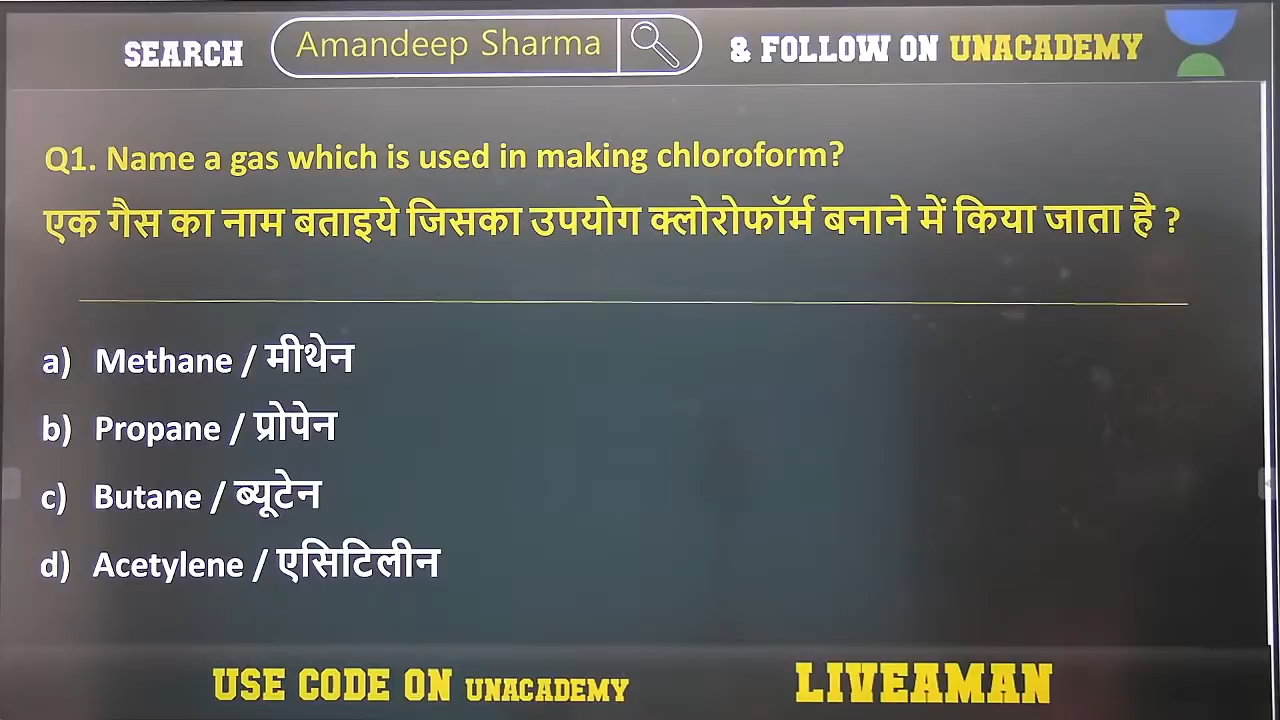 SEARCH Amandeep Sharma & FOLLOW ON UNACADEMY
Q1. Name a gas which is used in making chloroform?
एक गैस का नाम बताइये जिसका उपयोग क्लोरोफॉर्म बनाने में किया जाता है ?
a) Methane / मीथेन
b) Propane / प्रोपेन
c) Butane / ब्यूटेन
d) Acetylene / एसिटिलीन
USE CODE ON UNACADEMY LIVEAMAN